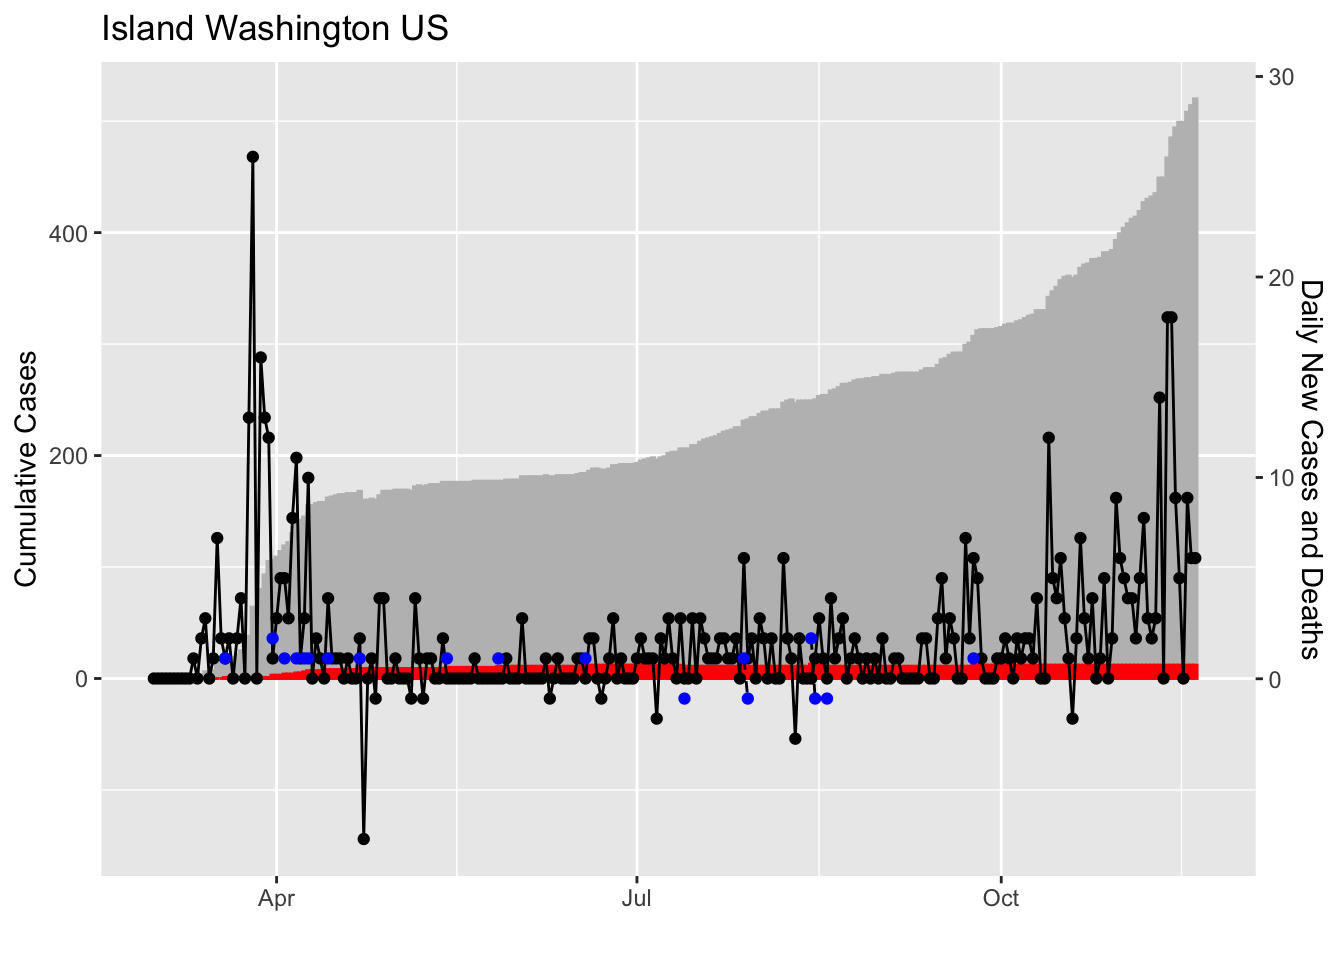 Island Washington US
Cumulative Cases
400
200
0
30
20
10
0
Daily New Cases and Deaths
Apr
Jul
Oct